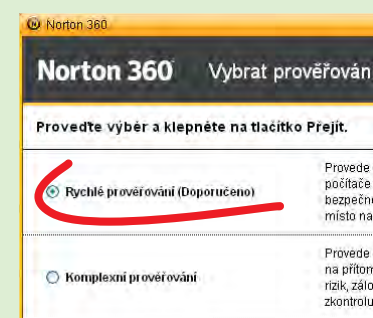 Norton 360
Norton 360 Vybrat prověřován
Proveďte výběr a klepněte na tlačítko Přejít.
Rychlé prověřování (Doporučeno)
Provede
počítače
bezpečno
místo na
Komplexní prověřování
Provede
na přítom
rizik, zálo
zkontrolu